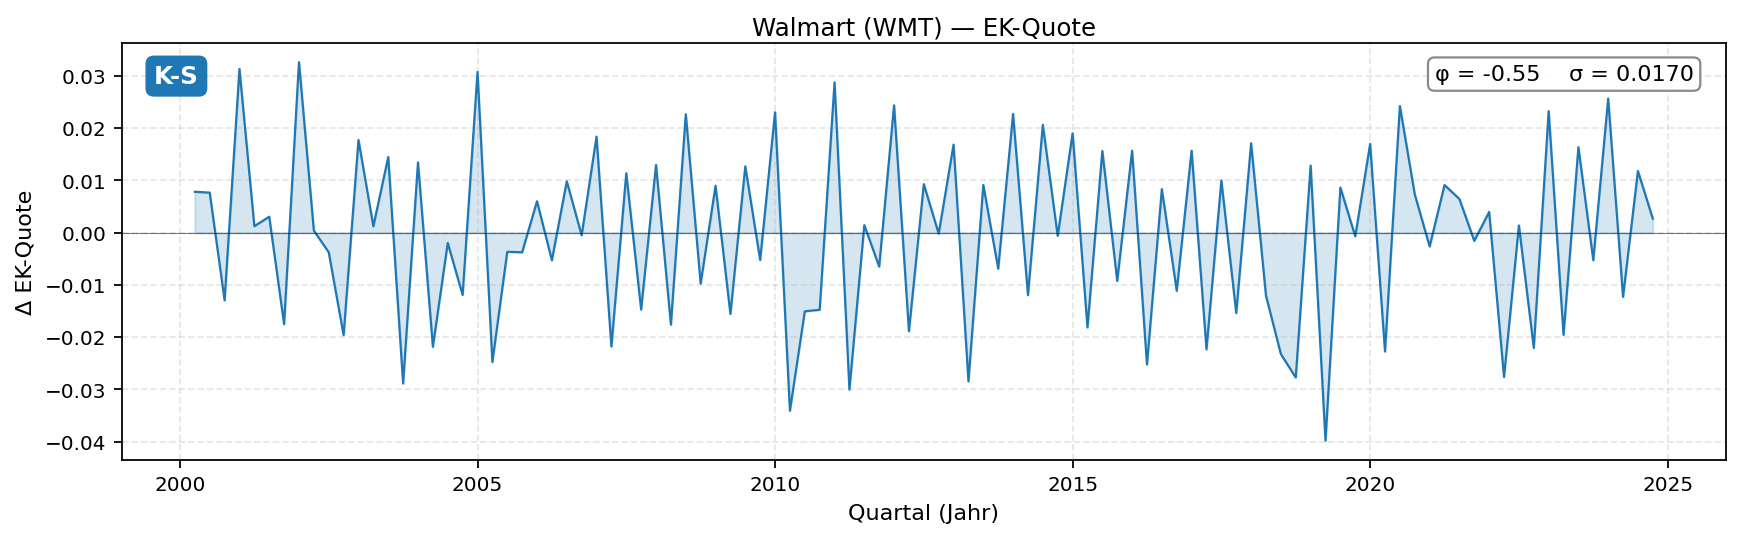 Walmart (WMT) — EK-Quote
K-S
φ = -0.55 σ = 0.0170
Δ EK-Quote
0.03
0.02
0.01
0.00
−0.01
−0.02
−0.03
−0.04
2000 2005 2010 2015 2020 2025
Quartal (Jahr)